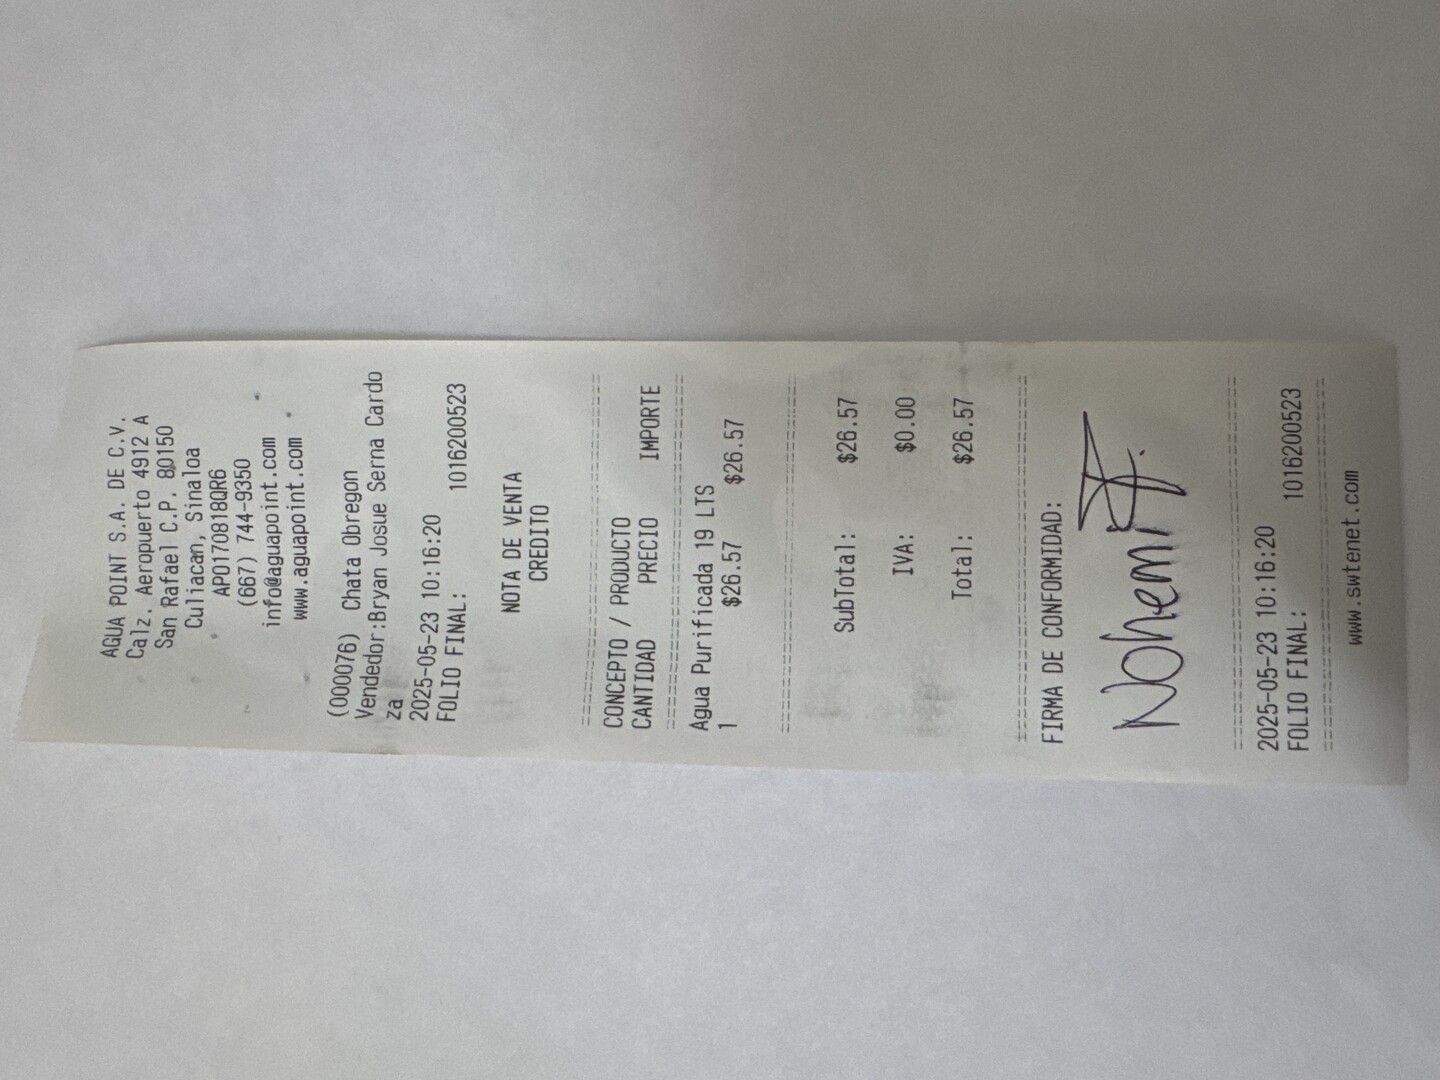 AGUA POINT S.A. DE C.V.
Calz. Aeropuerto 4912 A
San Rafael C.P. 80150
Culiacan, Sinaloa
APO170818QR6
(667) 744-9350
info@aguapoint.com
www.aguapoint.com
(000076) Chata Obregon
Vendedor:Bryan Josue Serna Cardo
za
2025-05-23 10:16:20
FOLIO FINAL: 1016200523
NOTA DE VENTA
CREDITO
================================
CONCEPTO / PRODUCTO
CANTIDAD PRECIO IMPORTE
================================
Agua Purificada 19 LTS
1 $26.57 $26.57
================================
SubTotal: $26.57
IVA: $0.00
Total: $26.57
================================
FIRMA DE CONFORMIDAD:
Nohemi
================================
2025-05-23 10:16:20
FOLIO FINAL: 1016200523
================================
www.swtenet.com